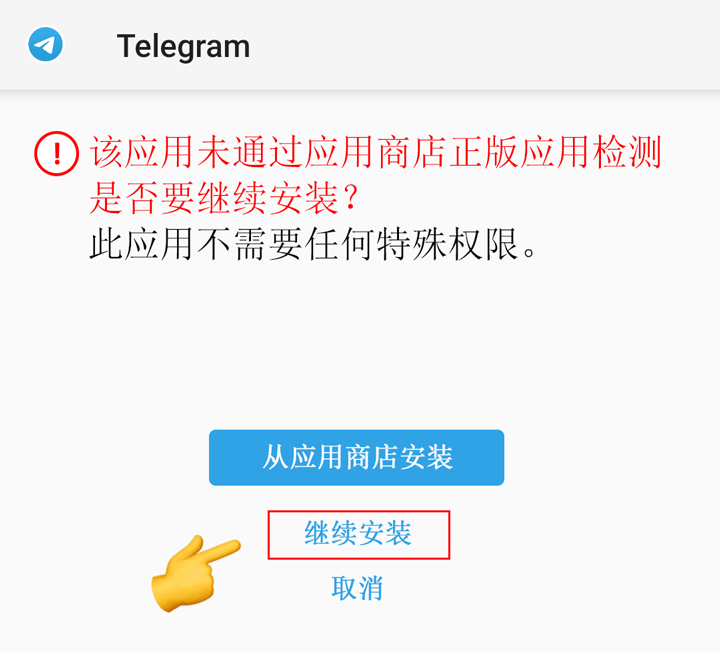 Telegram
该应用未通过应用商店正版应用检测
是否要继续安装？
此应用不需要任何特殊权限。
从应用商店安装
继续安装
取消